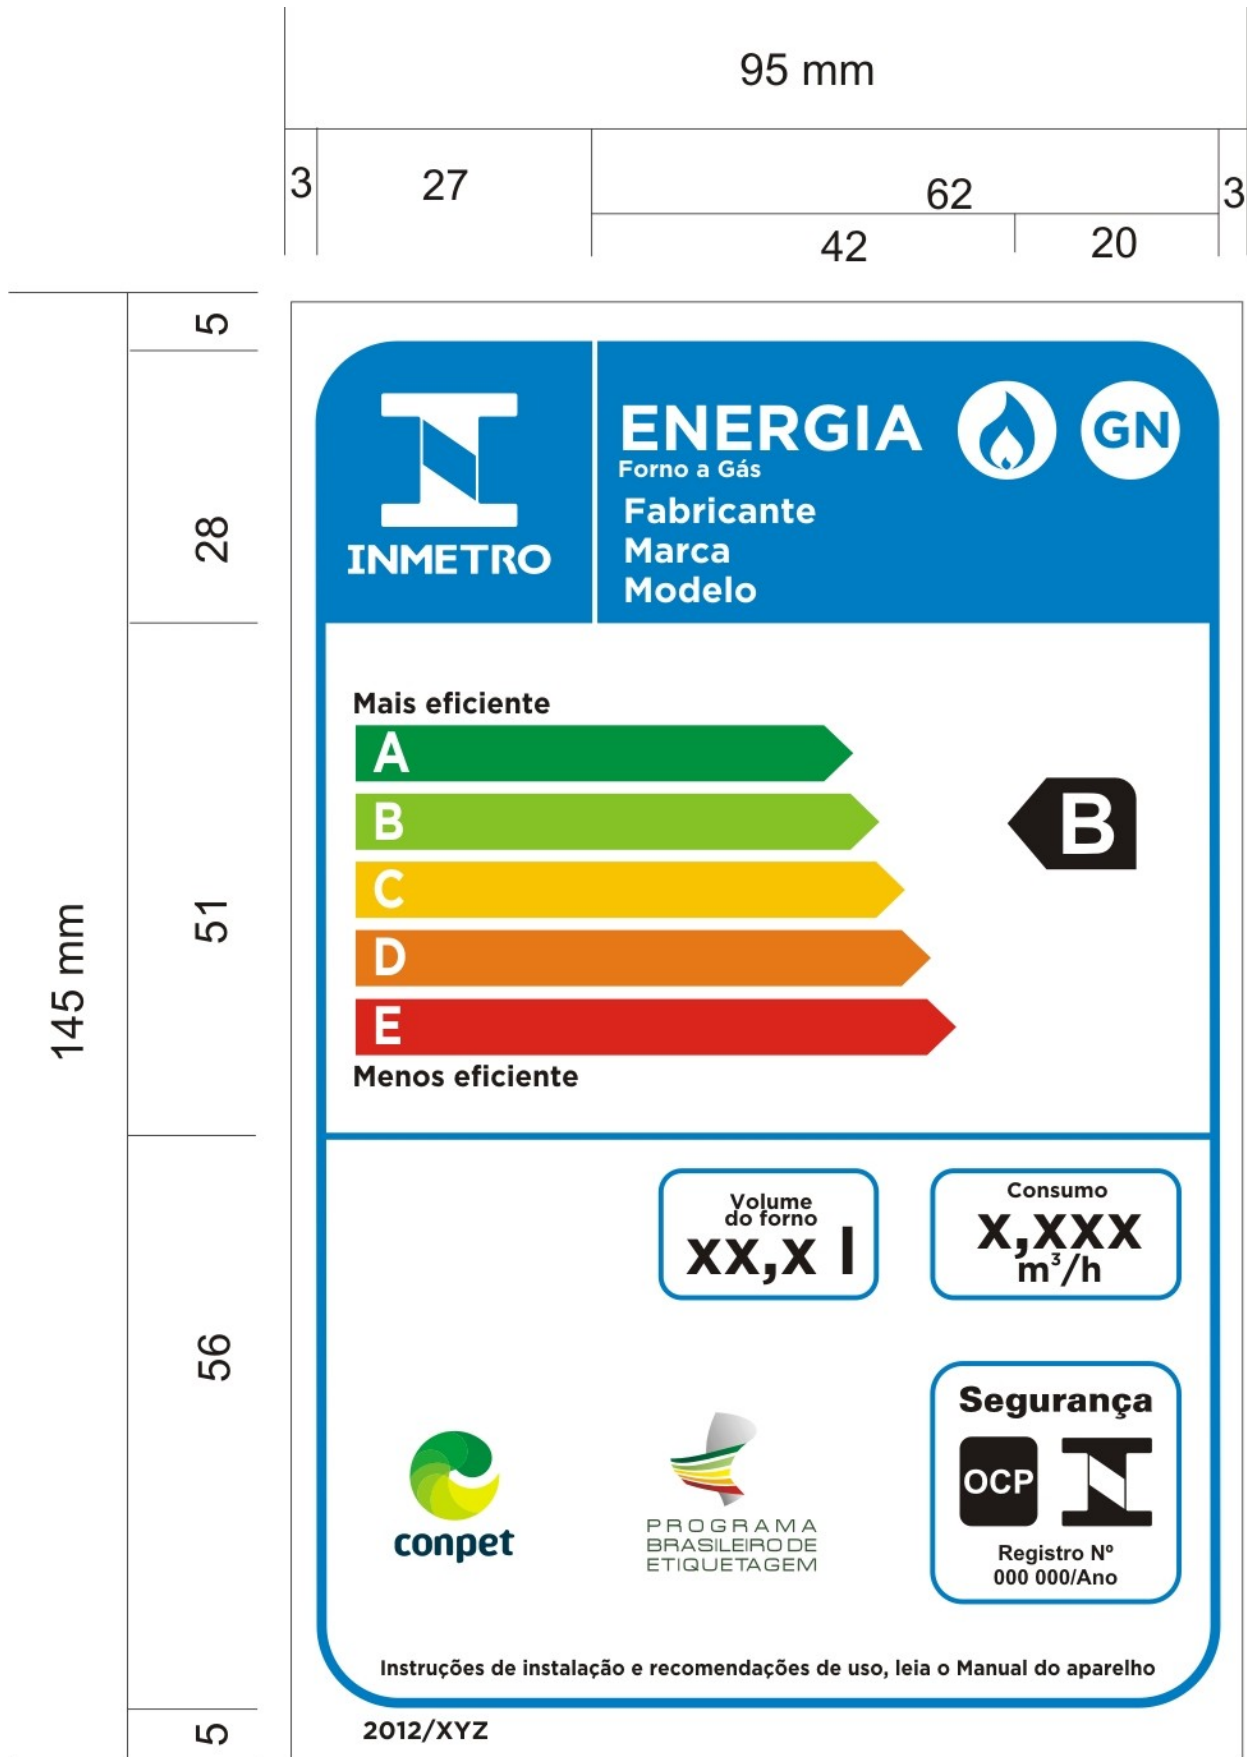 95 mm
3
27
62
3
42
20
5
28
51
145 mm
56
5
INMETRO
ENERGIA
GN
Forno a Gás
Fabricante
Marca
Modelo
Mais eficiente
A
B
B
C
D
E
Menos eficiente
Volume
do forno
xx,x l
Consumo
x,xxx
m³/h
conpet
PROGRAMA
BRASILEIRO DE
ETIQUETAGEM
Segurança
OCP
Registro Nº
000 000/Ano
Instruções de instalação e recomendações de uso, leia o Manual do aparelho
2012/XYZ